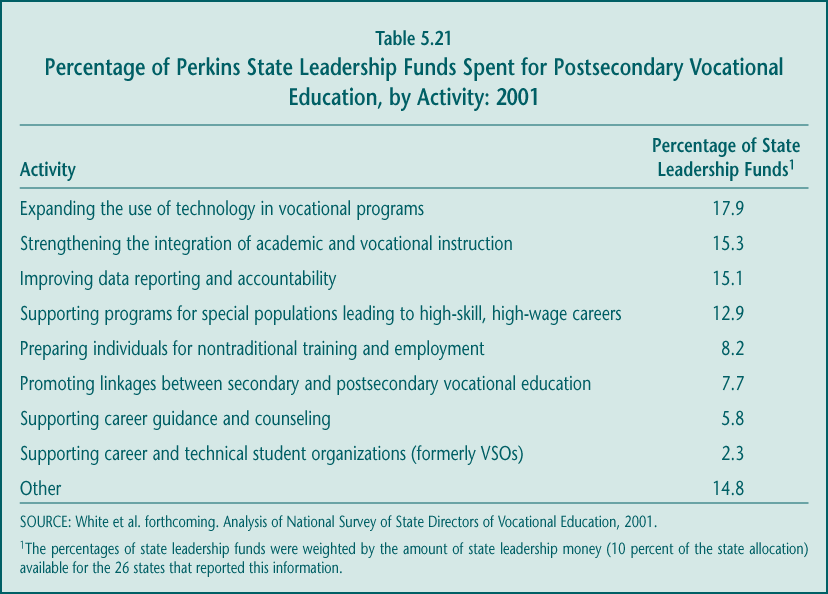 Table 5.21
Percentage of Perkins State Leadership Funds Spent for Postsecondary Vocational
Education, by Activity: 2001
Percentage of State
Activity Leadership Funds¹
Expanding the use of technology in vocational programs 17.9
Strengthening the integration of academic and vocational instruction 15.3
Improving data reporting and accountability 15.1
Supporting programs for special populations leading to high-skill, high-wage careers 12.9
Preparing individuals for nontraditional training and employment 8.2
Promoting linkages between secondary and postsecondary vocational education 7.7
Supporting career guidance and counseling 5.8
Supporting career and technical student organizations (formerly VSOs) 2.3
Other 14.8
SOURCE: White et al. forthcoming. Analysis of National Survey of State Directors of Vocational Education, 2001.
¹The percentages of state leadership funds were weighted by the amount of state leadership money (10 percent of the state allocation)
available for the 26 states that reported this information.